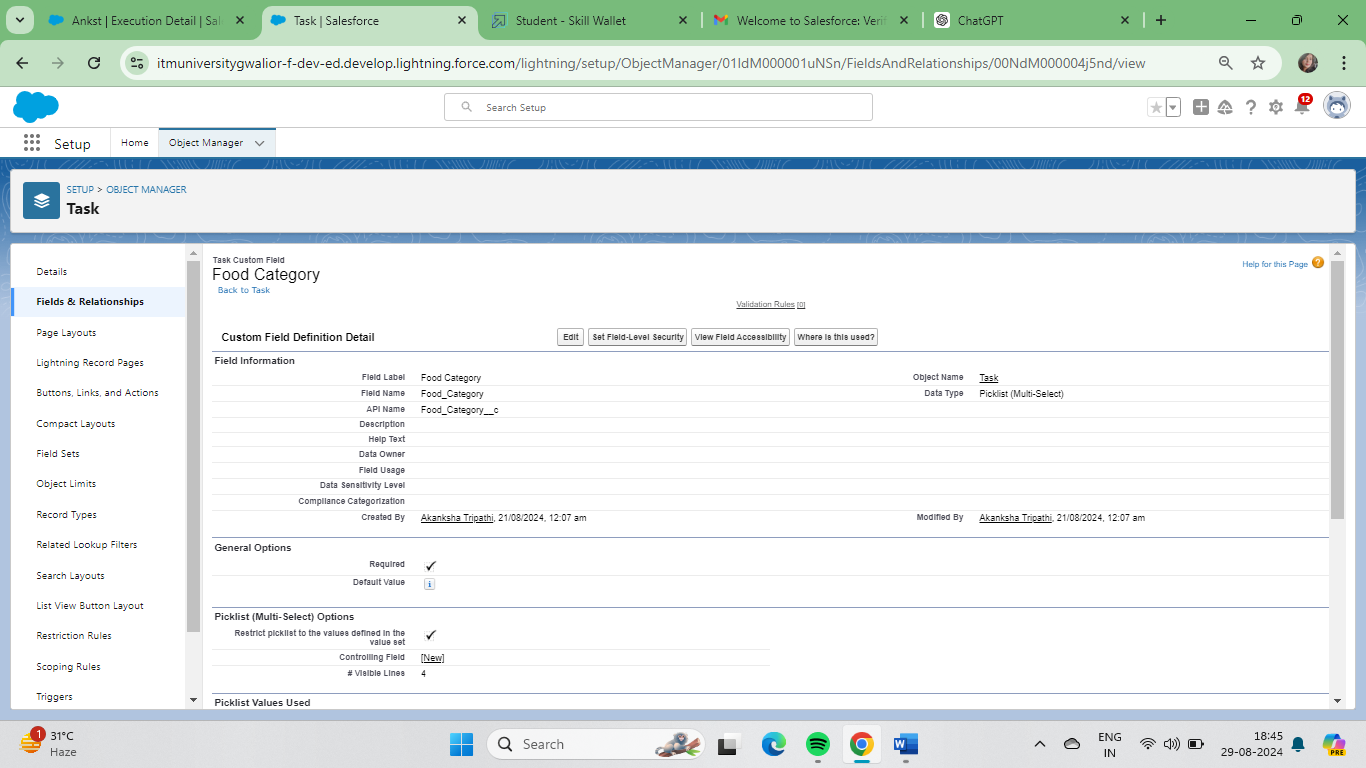 Ankst | Execution Detail | Sal
Task | Salesforce
Student - Skill Wallet
Welcome to Salesforce: Verif
ChatGPT
itmuniversitygwalior-f-dev-ed.develop.lightning.force.com/lightning/setup/ObjectManager/01IdM000001uNSn/FieldsAndRelationships/00NdM000004j5nd/view
Search Setup
12
Setup
Home
Object Manager
SETUP > OBJECT MANAGER
Task
Details
Fields & Relationships
Page Layouts
Lightning Record Pages
Buttons, Links, and Actions
Compact Layouts
Field Sets
Object Limits
Record Types
Related Lookup Filters
Search Layouts
List View Button Layout
Restriction Rules
Scoping Rules
Triggers
Task Custom Field
Food Category
Back to Task
Help for this Page ?
Validation Rules [0]
Custom Field Definition Detail
Edit
Set Field-Level Security
View Field Accessibility
Where is this used?
Field Information
Field Label Food Category Object Name Task
Field Name Food_Category Data Type Picklist (Multi-Select)
API Name Food_Category__c
Description
Help Text
Data Owner
Field Usage
Data Sensitivity Level
Compliance Categorization
Created By Akanksha Tripathi, 21/08/2024, 12:07 am Modified By Akanksha Tripathi, 21/08/2024, 12:07 am
General Options
Required
Default Value
i
Picklist (Multi-Select) Options
Restrict picklist to the values defined in the
value set
Controlling Field [New]
# Visible Lines 4
Picklist Values Used
1
31°C
Haze
Search
W
ENG
IN
18:45
29-08-2024
PRE